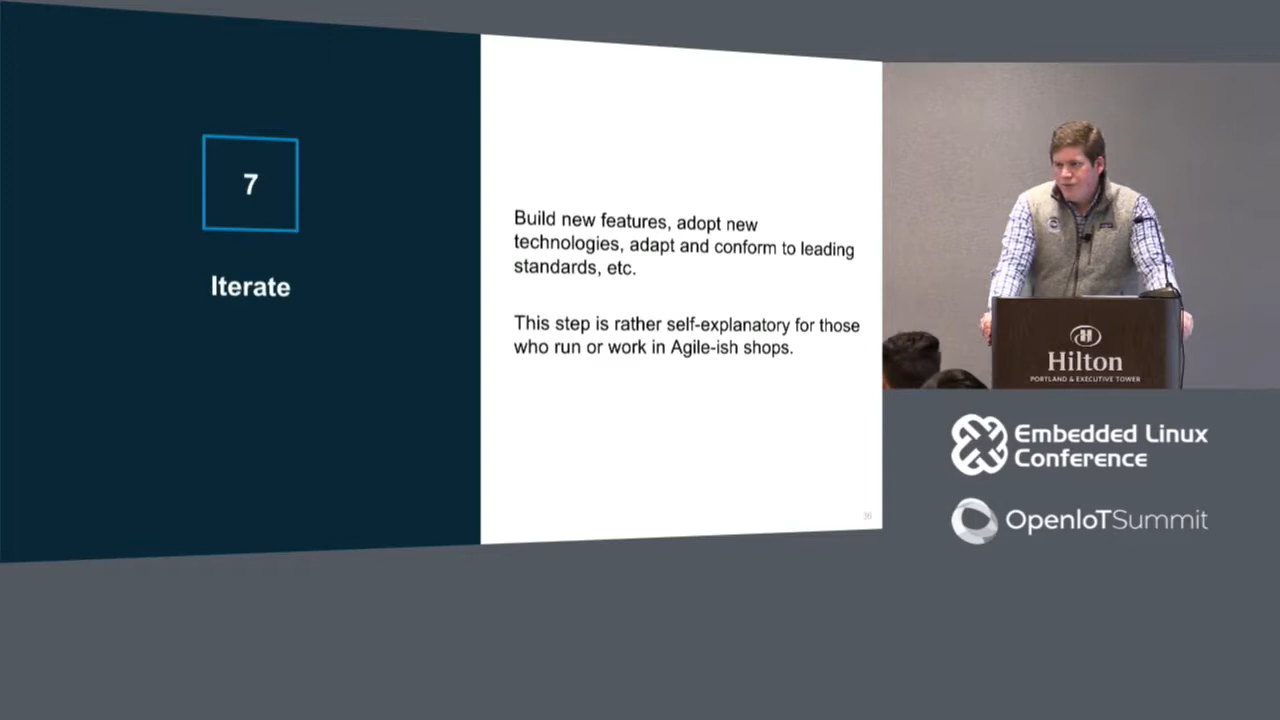 7
Iterate
Build new features, adopt new
technologies, adapt and conform to leading
standards, etc.
This step is rather self-explanatory for those
who run or work in Agile-ish shops.
36
Hilton
PORTLAND & EXECUTIVE TOWER
Embedded Linux
Conference
OpenIoTSummit